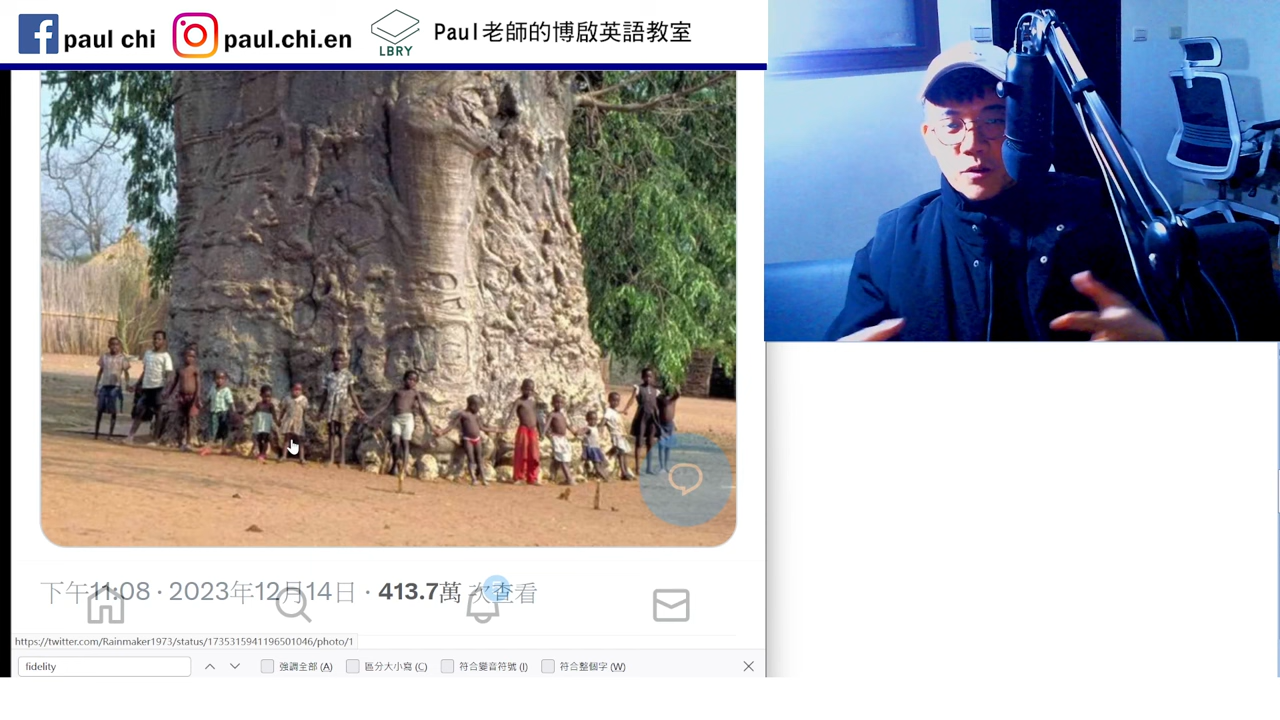 paul chi
paul.chi.en
LBRY
Paul老師的博啟英語教室
下午11:08 · 2023年12月14日 · 413.7萬 次查看
https://twitter.com/Rainmaker1973/status/1735315941196501046/photo/1
fidelity
強調全部 (A)
區分大小寫 (C)
符合變音符號 (I)
符合整個字 (W)